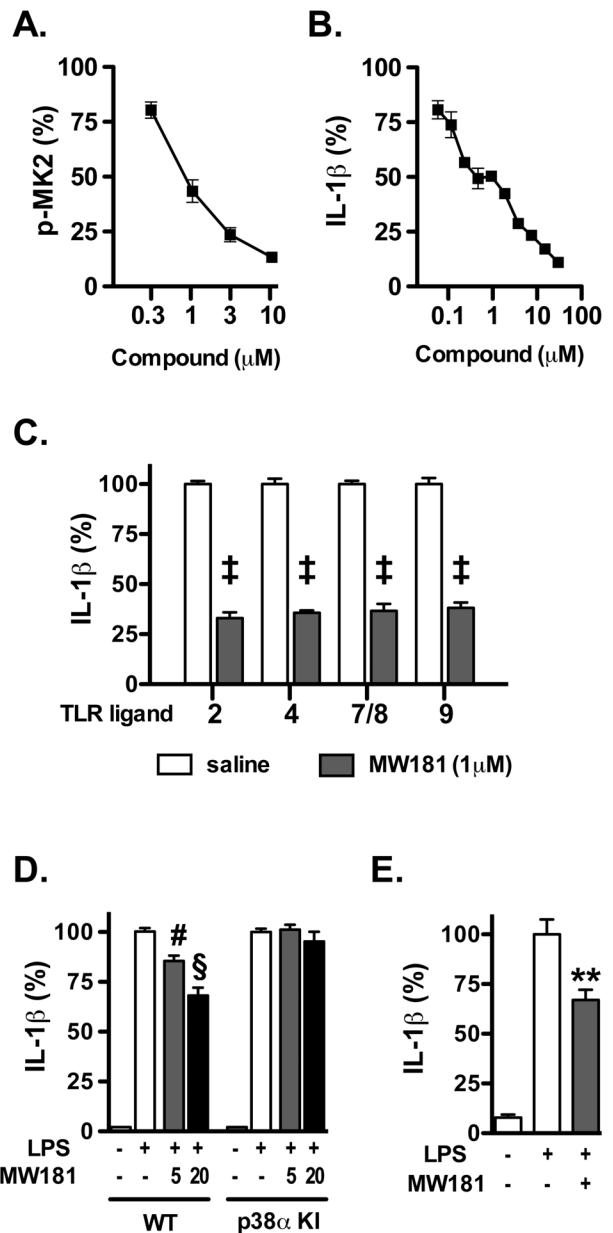 A.
p-MK2 (%)
100
75
50
25
0
0.3 1 3 10
Compound (μM)
B.
IL-1β (%)
100
75
50
25
0
0.1 1 10 100
Compound (μM)
C.
IL-1β (%)
100
75
50
25
0
‡ ‡ ‡ ‡
TLR ligand 2 4 7/8 9
saline MW181 (1μM)
D.
IL-1β (%)
100
75
50
25
0
#
§
LPS - + + + - + + +
MW181 - - 5 20 - - 5 20
WT p38α KI
E.
IL-1β (%)
100
75
50
25
0
**
LPS - + +
MW181 - - +